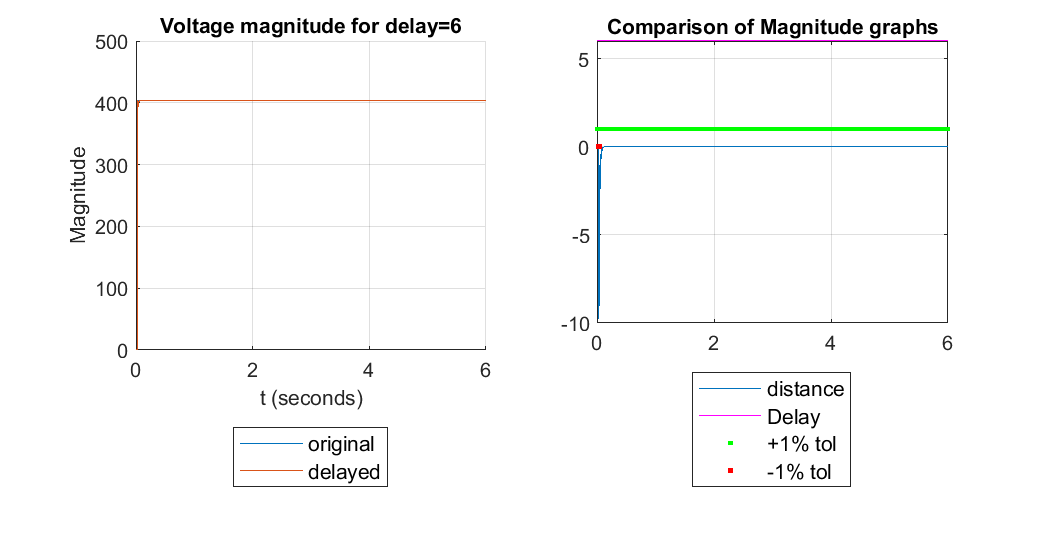 Voltage magnitude for delay=6
500
400
300
200
100
0
Magnitude
0 2 4 6
t (seconds)
original
delayed
Comparison of Magnitude graphs
5
0
-5
-10
0 2 4 6
distance
Delay
+1% tol
-1% tol